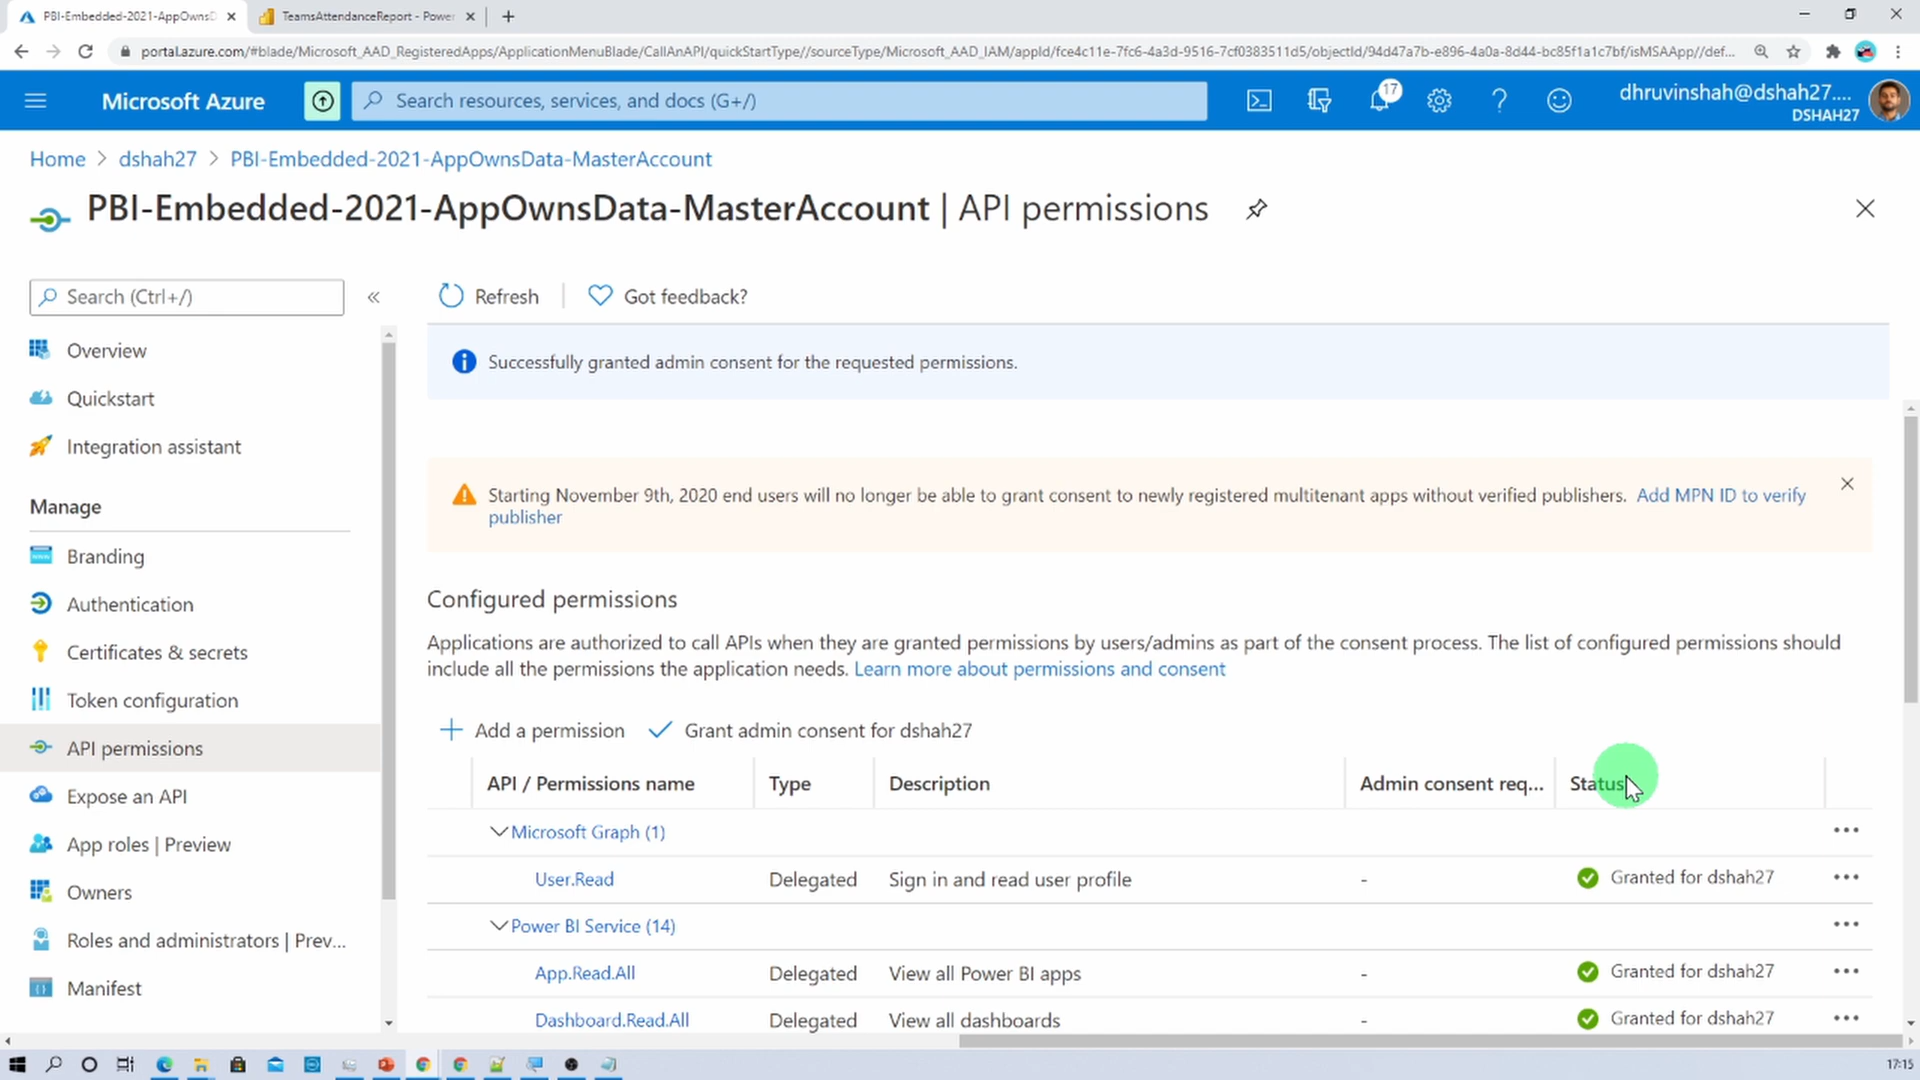 PBI-Embedded-2021-AppOwnsD
TeamsAttendanceReport - Power
portal.azure.com/#blade/Microsoft_AAD_RegisteredApps/ApplicationMenuBlade/CallAnAPI/quickStartType//sourceType/Microsoft_AAD_IAM/appId/fce4c11e-7fc6-4a3d-9516-7cf0383511d5/objectId/94d47a7b-e896-4a0a-8d44-bc85f1a1c7bf/isMSAApp//def...
Microsoft Azure
Search resources, services, and docs (G+/)
17
dhruvinshah@dshah27....
DSHAH27
Home > dshah27 > PBI-Embedded-2021-AppOwnsData-MasterAccount
PBI-Embedded-2021-AppOwnsData-MasterAccount | API permissions
Search (Ctrl+/)
«
Refresh
Got feedback?
Overview
Quickstart
Integration assistant
Manage
Branding
Authentication
Certificates & secrets
Token configuration
API permissions
Expose an API
App roles | Preview
Owners
Roles and administrators | Prev...
Manifest
Successfully granted admin consent for the requested permissions.
Starting November 9th, 2020 end users will no longer be able to grant consent to newly registered multitenant apps without verified publishers. Add MPN ID to verify
publisher
Configured permissions
Applications are authorized to call APIs when they are granted permissions by users/admins as part of the consent process. The list of configured permissions should
include all the permissions the application needs. Learn more about permissions and consent
Add a permission
Grant admin consent for dshah27
API / Permissions name Type Description Admin consent req... Status
Microsoft Graph (1) ...
User.Read Delegated Sign in and read user profile - Granted for dshah27 ...
Power BI Service (14) ...
App.Read.All Delegated View all Power BI apps - Granted for dshah27 ...
Dashboard.Read.All Delegated View all dashboards - Granted for dshah27 ...
17:15